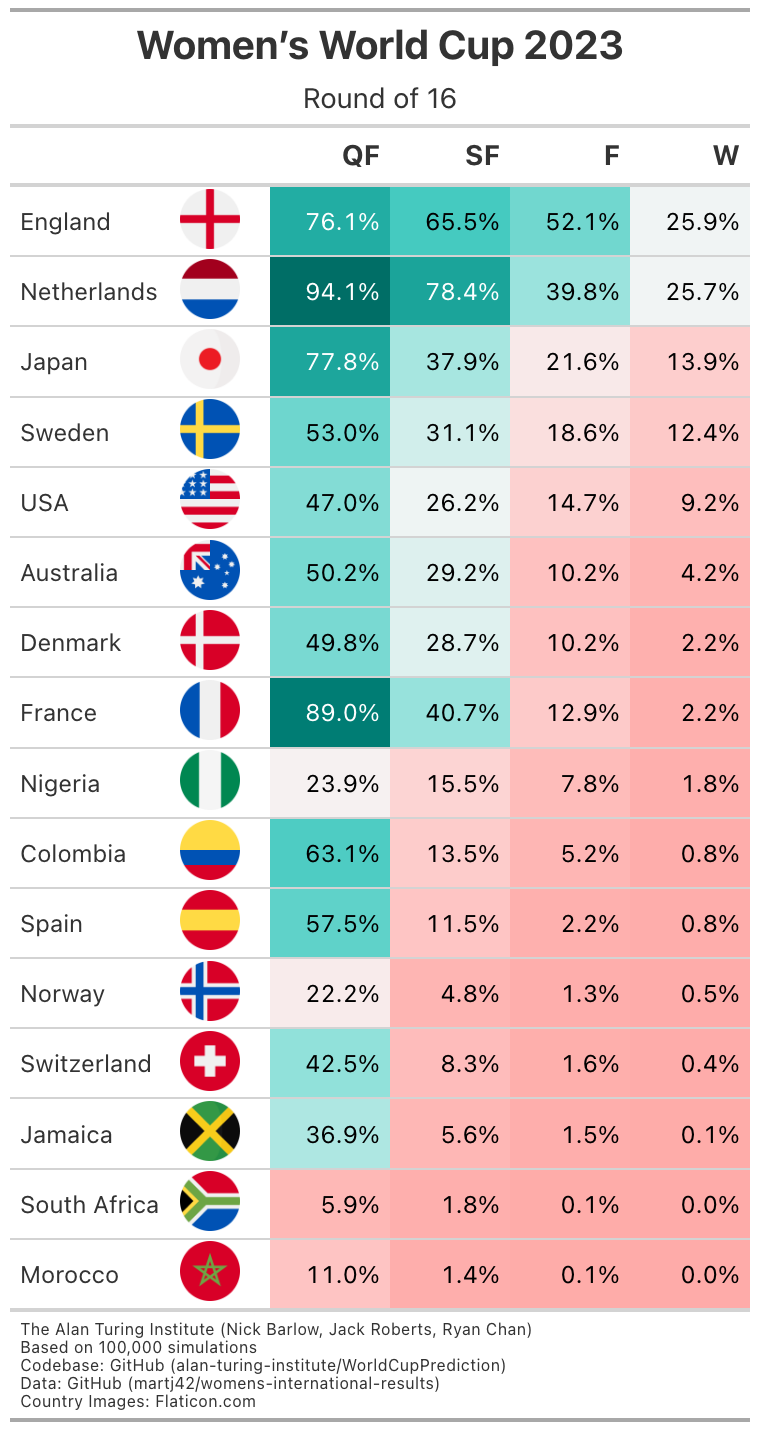 Women’s World Cup 2023
Round of 16
QF SF F W
England 76.1% 65.5% 52.1% 25.9%
Netherlands 94.1% 78.4% 39.8% 25.7%
Japan 77.8% 37.9% 21.6% 13.9%
Sweden 53.0% 31.1% 18.6% 12.4%
USA 47.0% 26.2% 14.7% 9.2%
Australia 50.2% 29.2% 10.2% 4.2%
Denmark 49.8% 28.7% 10.2% 2.2%
France 89.0% 40.7% 12.9% 2.2%
Nigeria 23.9% 15.5% 7.8% 1.8%
Colombia 63.1% 13.5% 5.2% 0.8%
Spain 57.5% 11.5% 2.2% 0.8%
Norway 22.2% 4.8% 1.3% 0.5%
Switzerland 42.5% 8.3% 1.6% 0.4%
Jamaica 36.9% 5.6% 1.5% 0.1%
South Africa 5.9% 1.8% 0.1% 0.0%
Morocco 11.0% 1.4% 0.1% 0.0%
The Alan Turing Institute (Nick Barlow, Jack Roberts, Ryan Chan)
Based on 100,000 simulations
Codebase: GitHub (alan-turing-institute/WorldCupPrediction)
Data: GitHub (martj42/womens-international-results)
Country Images: Flaticon.com